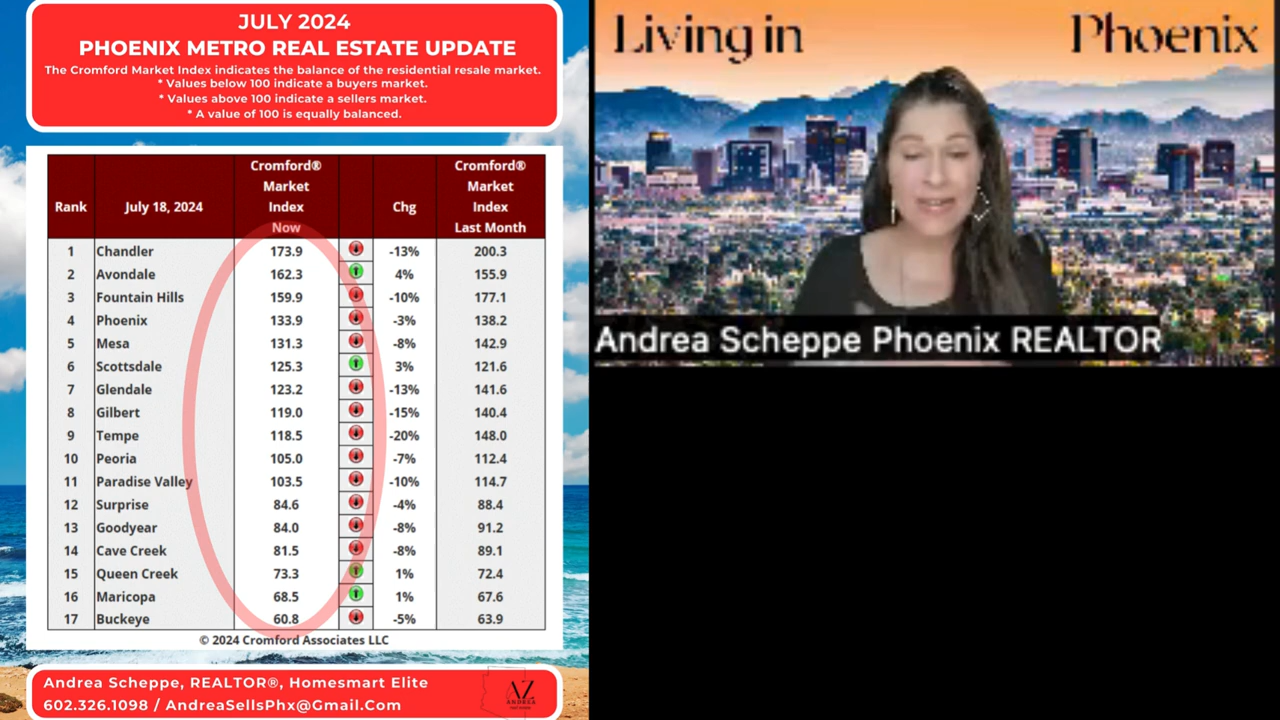 JULY 2024
PHOENIX METRO REAL ESTATE UPDATE
The Cromford Market Index indicates the balance of the residential resale market.
* Values below 100 indicate a buyers market.
* Values above 100 indicate a sellers market.
* A value of 100 is equally balanced.
Rank July 18, 2024 Cromford® Market Index Now Chg Cromford® Market Index Last Month
1 Chandler 173.9 -13% 200.3
2 Avondale 162.3 4% 155.9
3 Fountain Hills 159.9 -10% 177.1
4 Phoenix 133.9 -3% 138.2
5 Mesa 131.3 -8% 142.9
6 Scottsdale 125.3 3% 121.6
7 Glendale 123.2 -13% 141.6
8 Gilbert 119.0 -15% 140.4
9 Tempe 118.5 -20% 148.0
10 Peoria 105.0 -7% 112.4
11 Paradise Valley 103.5 -10% 114.7
12 Surprise 84.6 -4% 88.4
13 Goodyear 84.0 -8% 91.2
14 Cave Creek 81.5 -8% 89.1
15 Queen Creek 73.3 1% 72.4
16 Maricopa 68.5 1% 67.6
17 Buckeye 60.8 -5% 63.9
© 2024 Cromford Associates LLC
Andrea Scheppe, REALTOR®, Homesmart Elite
602.326.1098 / AndreaSellsPhx@Gmail.Com
AZ
ANDREA
Living in Phoenix
Andrea Scheppe Phoenix REALTOR